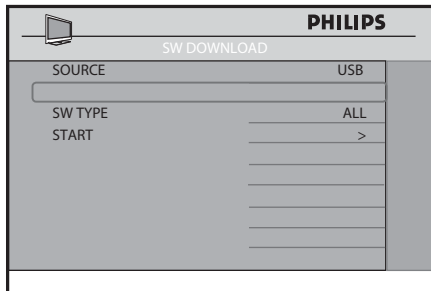 PHILIPS
SW DOWNLOAD
SOURCE USB
SW TYPE ALL
START >